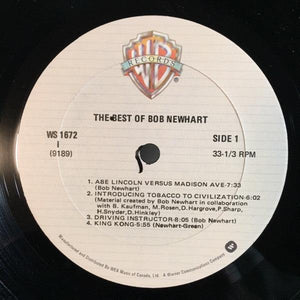 WB
RECORDS
THE BEST OF BOB NEWHART
WS 1672
SIDE 1
I
(9189)
33-1/3 RPM
1. ABE LINCOLN VERSUS MADISON AVE-7:33
(Bob Newhart)
2. INTRODUCING TOBACCO TO CIVILIZATION-6:02
(Material created by Bob Newhart in collaboration
with B. Kaufman, M.Rosen, D.Hargrove, P.Sharp,
H.Snyder, D.Hinkley)
3. DRIVING INSTRUCTOR-8:05 (Bob Newhart)
4. KING KONG-5:55 (Newhart-Green)
Manufactured and Distributed by WEA Music of Canada, Ltd. A Warner Communications Company